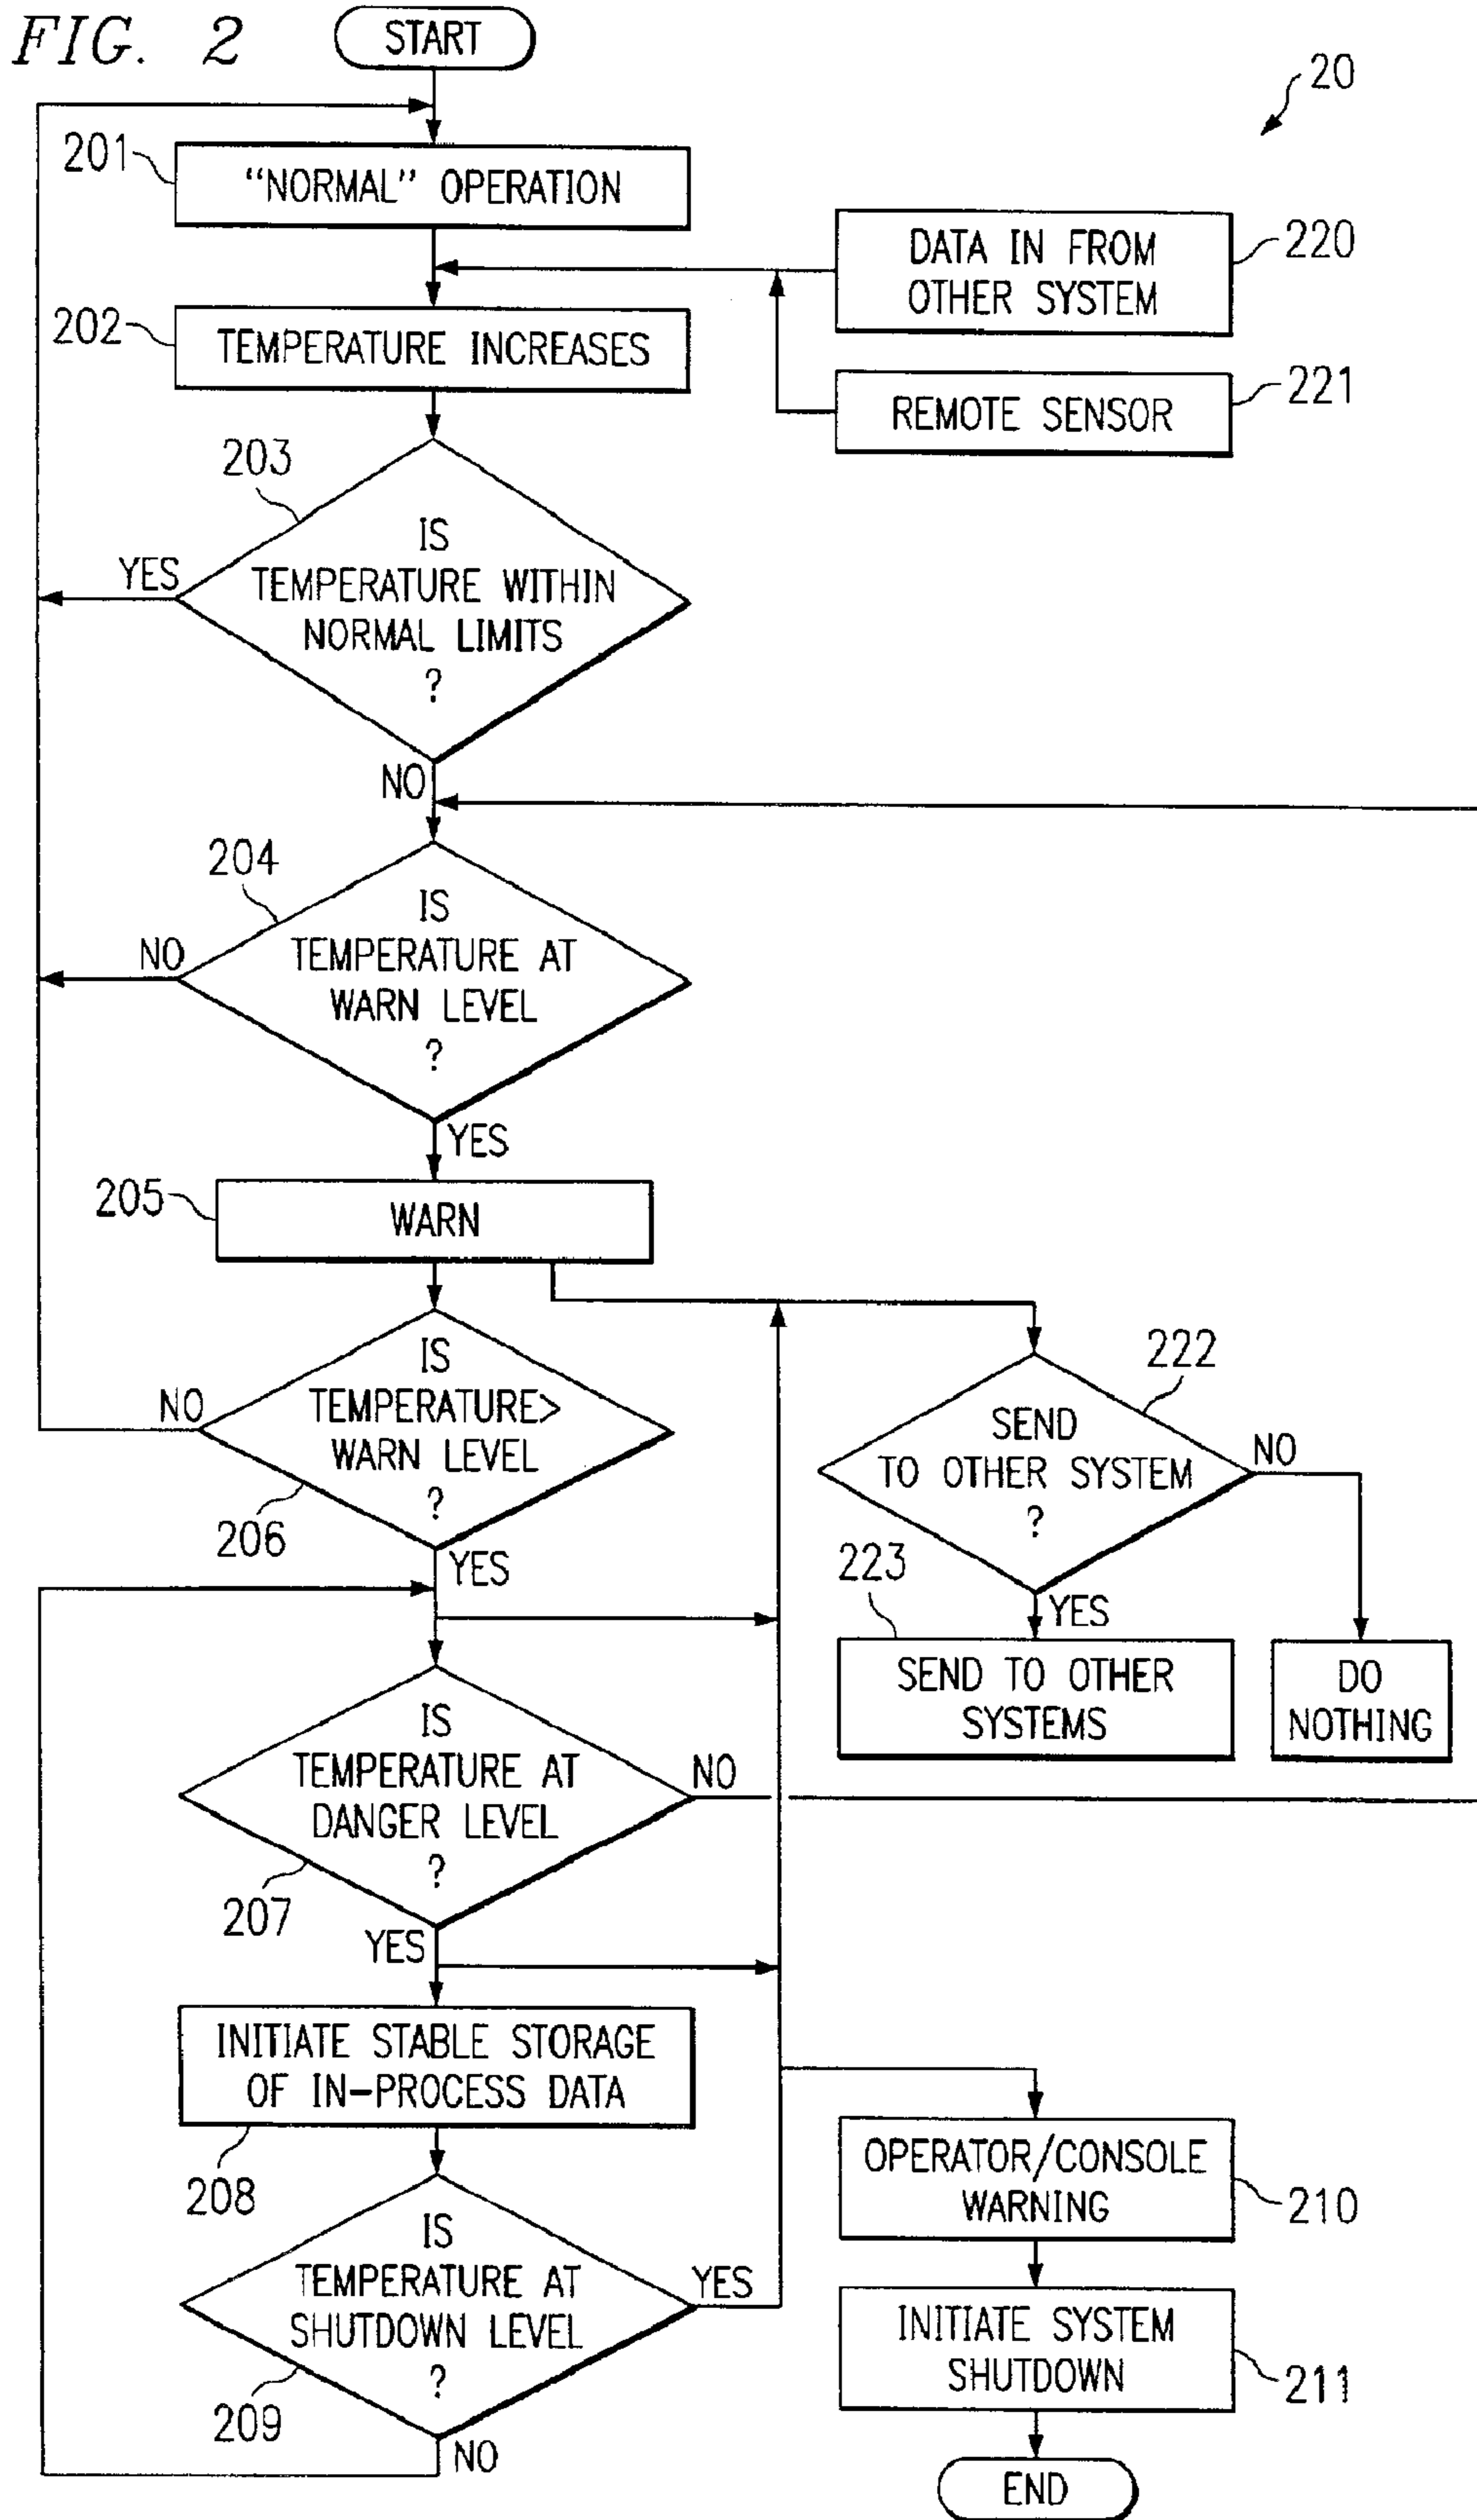 FIG. 2
START
20
201
"NORMAL" OPERATION
DATA IN FROM
OTHER SYSTEM
220
202
TEMPERATURE INCREASES
REMOTE SENSOR
221
203
IS
TEMPERATURE WITHIN
NORMAL LIMITS
?
YES
NO
204
IS
TEMPERATURE AT
WARN LEVEL
?
NO
YES
205
WARN
IS
TEMPERATURE>
WARN LEVEL
?
NO
206
YES
222
SEND
TO OTHER SYSTEM
?
NO
223
YES
SEND TO OTHER
SYSTEMS
DO
NOTHING
IS
TEMPERATURE AT
DANGER LEVEL
?
NO
207
YES
INITIATE STABLE STORAGE
OF IN-PROCESS DATA
208
IS
TEMPERATURE AT
SHUTDOWN LEVEL
?
YES
209
NO
OPERATOR/CONSOLE
WARNING
210
INITIATE SYSTEM
SHUTDOWN
211
END